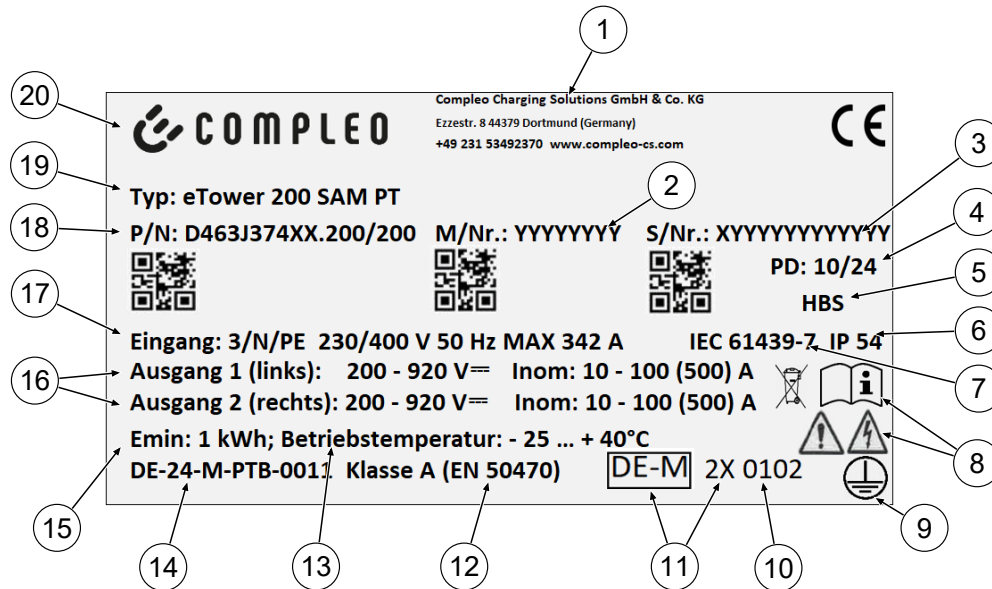 1
20
COMPLEO
Compleo Charging Solutions GmbH & Co. KG
Ezzestr. 8 44379 Dortmund (Germany)
+49 231 53492370 www.compleo-cs.com
CE
3
19
Typ: eTower 200 SAM PT
2
4
18
P/N: D463J374XX.200/200 M/Nr.: YYYYYYYY S/Nr.: XYYYYYYYYYYYY
PD: 10/24
5
17
HBS
6
Eingang: 3/N/PE 230/400 V 50 Hz MAX 342 A IEC 61439-7 IP 54
7
16
Ausgang 1 (links): 200 - 920 V⎓ Inom: 10 - 100 (500) A
Ausgang 2 (rechts): 200 - 920 V⎓ Inom: 10 - 100 (500) A
i
8
Emin: 1 kWh; Betriebstemperatur: - 25 ... + 40°C
DE-24-M-PTB-0011 Klasse A (EN 50470) DE-M 2X 0102
15
14
13
12
11
10
9